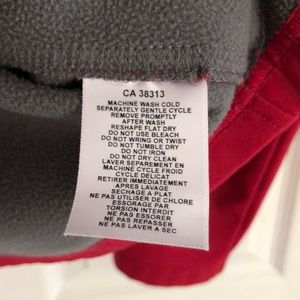 CA 38313
MACHINE WASH COLD
SEPARATELY GENTLE CYCLE
REMOVE PROMPTLY
AFTER WASH
RESHAPE FLAT DRY
DO NOT USE BLEACH
DO NOT WRING OR TWIST
DO NOT TUMBLE DRY
DO NOT IRON
DO NOT DRY CLEAN
LAVER SEPAREMENT EN
MACHINE CYCLE FROID
CYCLE DELICAT
RETIRER IMMEDIATEMENT
APRES LAVAGE
SECHAGE A PLAT
NE PAS UTILISER DE CHLORE
ESSORAGE PAR
TORSION INTERDIT
NE PAS ESSORER
NE PAS REPASSER
NE PAS LAVER A SEC